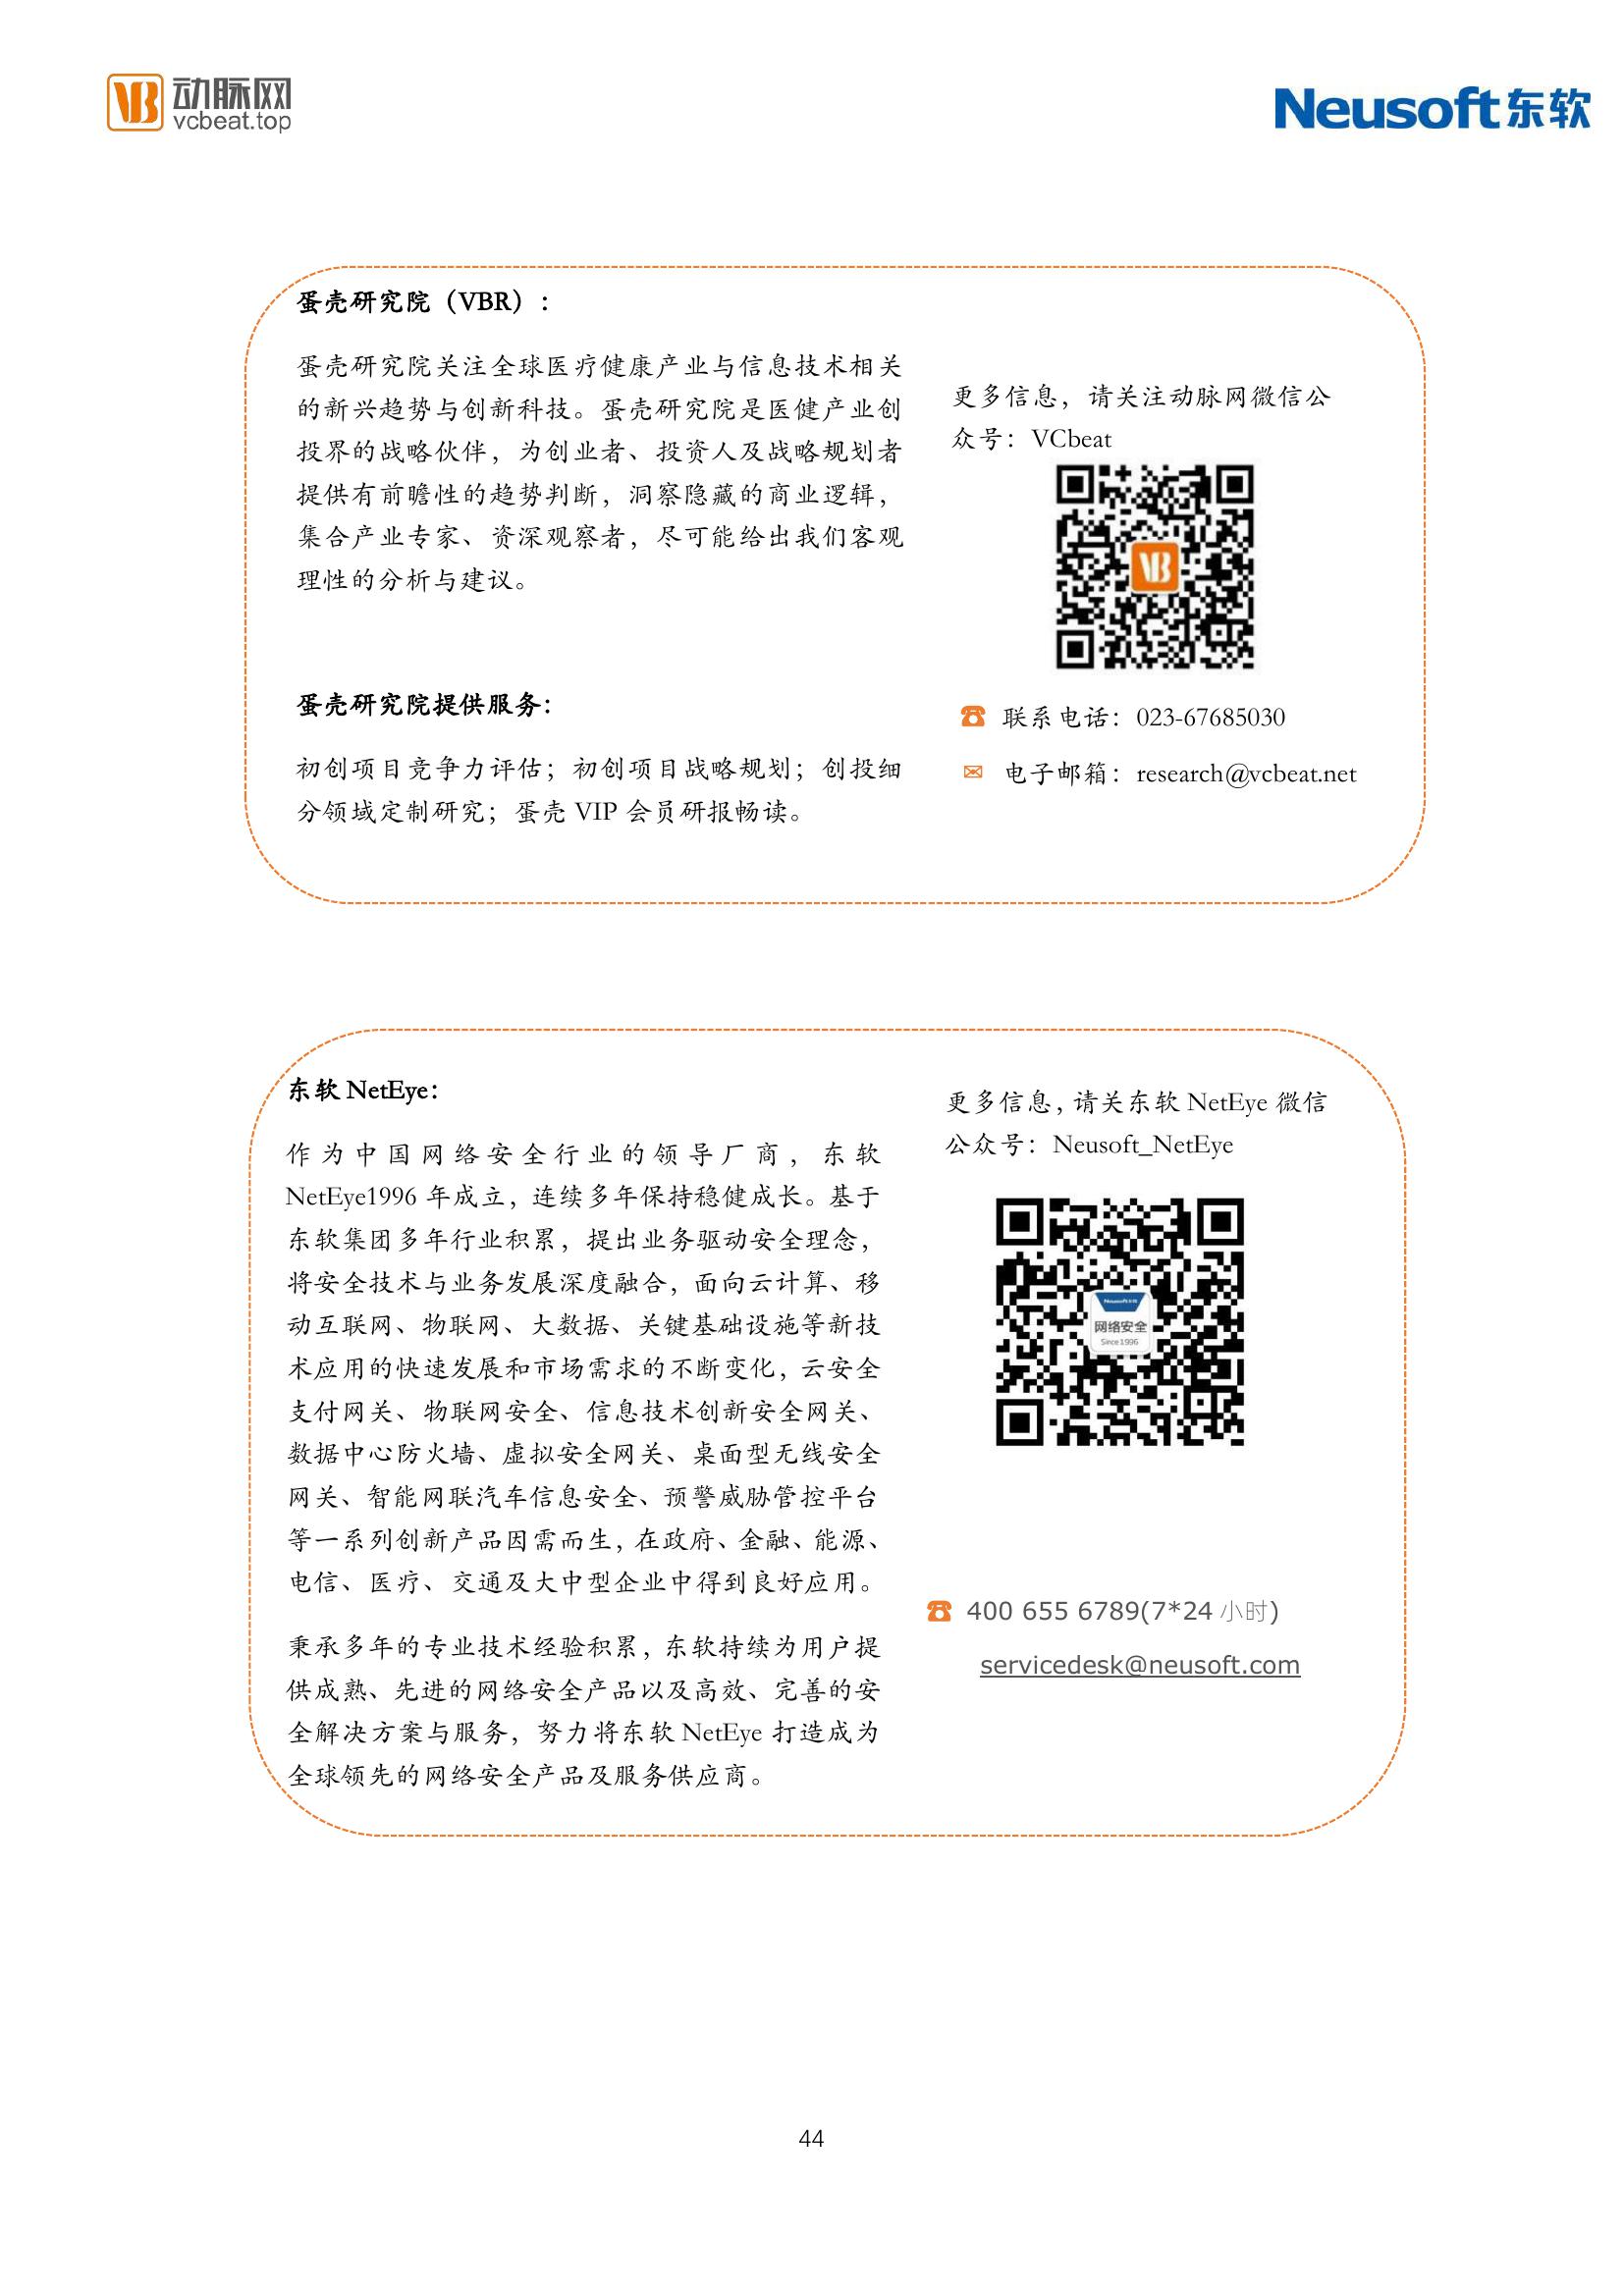 动脉网
vcbeat.top
Neusoft东软
蛋壳研究院（VBR）：
蛋壳研究院关注全球医疗健康产业与信息技术相关
的新兴趋势与创新科技。蛋壳研究院是医健产业创
投界的战略伙伴，为创业者、投资人及战略规划者
提供有前瞻性的趋势判断，洞察隐藏的商业逻辑，
集合产业专家、资深观察者，尽可能给出我们客观
理性的分析与建议。
蛋壳研究院提供服务：
初创项目竞争力评估；初创项目战略规划；创投细
分领域定制研究；蛋壳 VIP 会员研报畅读。
更多信息，请关注动脉网微信公
众号：VCbeat
联系电话：023-67685030
电子邮箱：research@vcbeat.net
东软 NetEye：
作为中国网络安全行业的领导厂商，东软
NetEye1996 年成立，连续多年保持稳健成长。基于
东软集团多年行业积累，提出业务驱动安全理念，
将安全技术与业务发展深度融合，面向云计算、移
动互联网、物联网、大数据、关键基础设施等新技
术应用的快速发展和市场需求的不断变化，云安全
支付网关、物联网安全、信息技术创新安全网关、
数据中心防火墙、虚拟安全网关、桌面型无线安全
网关、智能网联汽车信息安全、预警威胁管控平台
等一系列创新产品因需而生，在政府、金融、能源、
电信、医疗、交通及大中型企业中得到良好应用。
秉承多年的专业技术经验积累，东软持续为用户提
供成熟、先进的网络安全产品以及高效、完善的安
全解决方案与服务，努力将东软 NetEye 打造成为
全球领先的网络安全产品及服务供应商。
更多信息，请关东软 NetEye 微信
公众号：Neusoft_NetEye
Neusoft东软
网络安全
Since1996
400 655 6789(7*24 小时)
servicedesk@neusoft.com
44